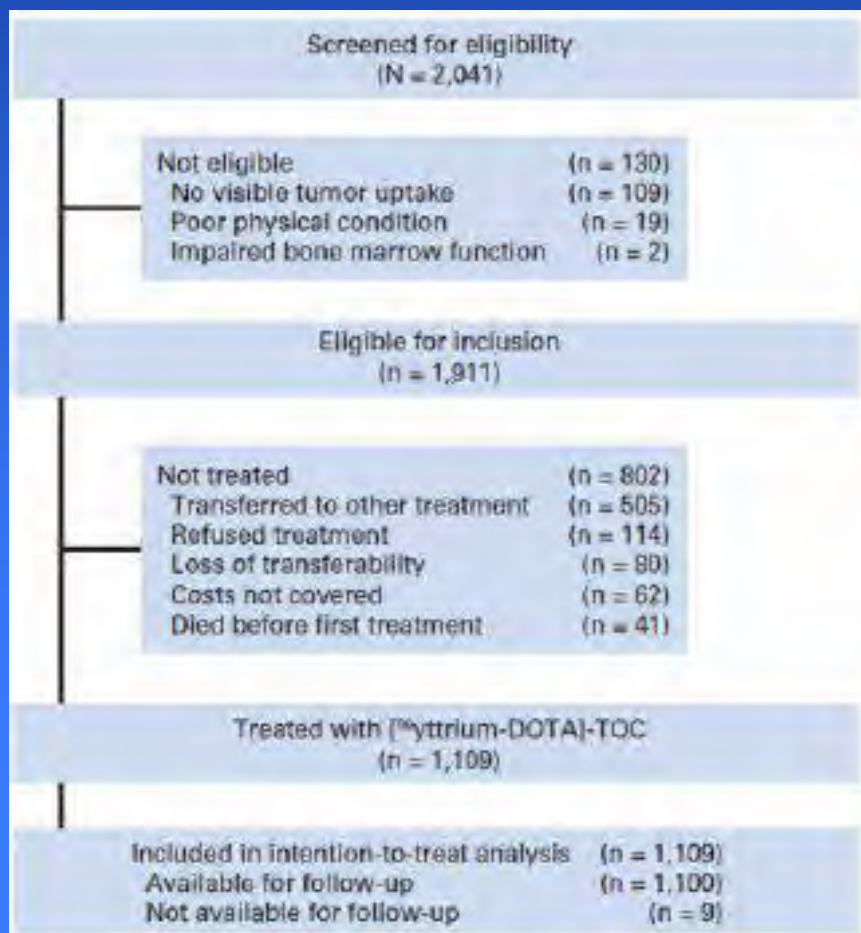 Screened for eligibility
(N = 2,041)
Not eligible (n = 130)
No visible tumor uptake (n = 109)
Poor physical condition (n = 19)
Impaired bone marrow function (n = 2)
Eligible for inclusion
(n = 1,911)
Not treated (n = 802)
Transferred to other treatment (n = 505)
Refused treatment (n = 114)
Loss of transferability (n = 80)
Costs not covered (n = 62)
Died before first treatment (n = 41)
Treated with [⁹⁰yttrium-DOTA]-TOC
(n = 1,109)
Included in intention-to-treat analysis (n = 1,109)
Available for follow-up (n = 1,100)
Not available for follow-up (n = 9)